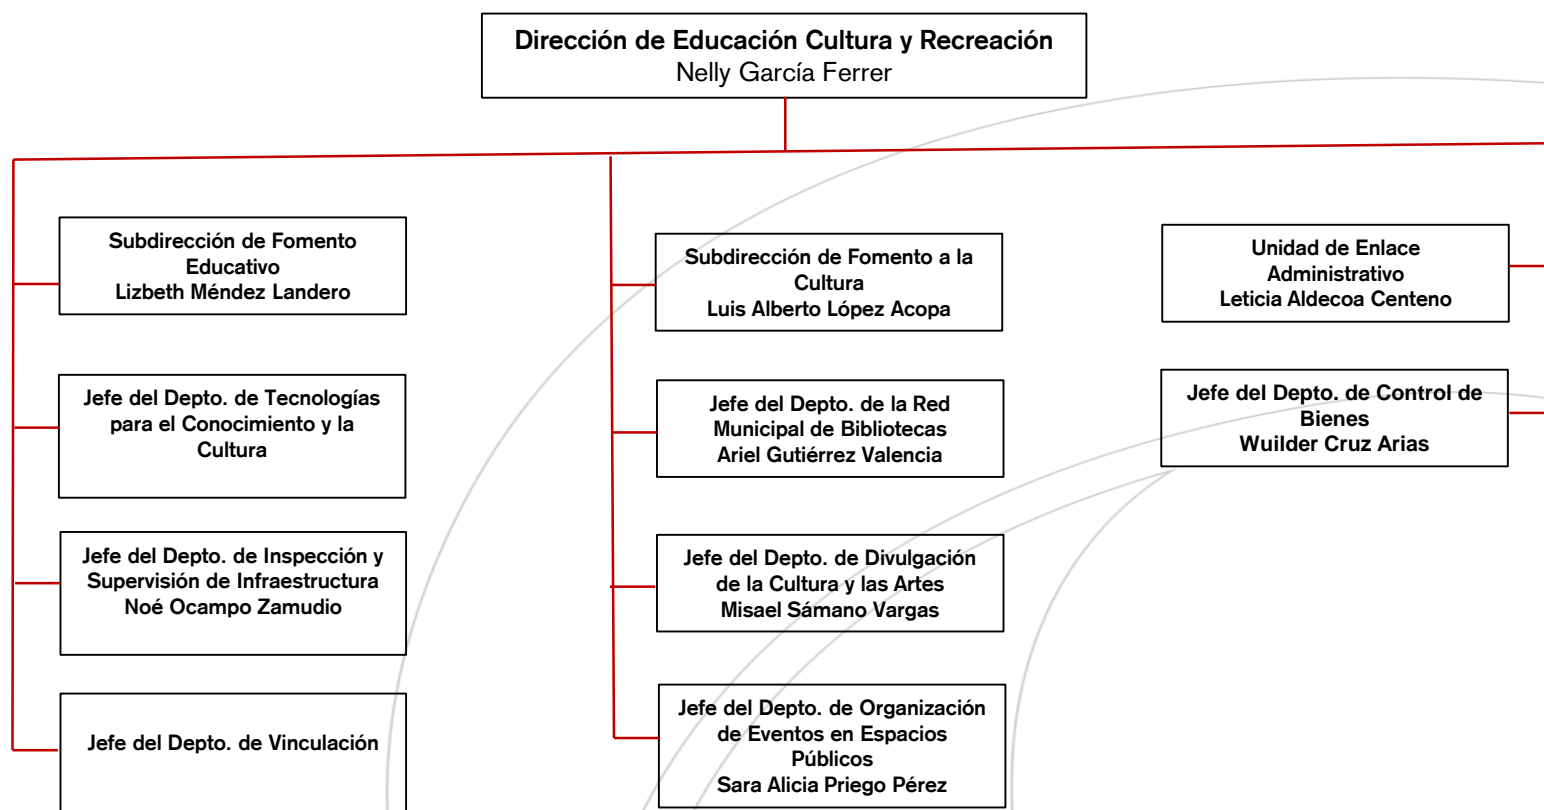 Dirección de Educación Cultura y Recreación
Nelly García Ferrer
Subdirección de Fomento
Educativo
Lizbeth Méndez Landero
Jefe del Depto. de Tecnologías
para el Conocimiento y la
Cultura
Jefe del Depto. de Inspección y
Supervisión de Infraestructura
Noé Ocampo Zamudio
Jefe del Depto. de Vinculación
Subdirección de Fomento a la
Cultura
Luis Alberto López Acopa
Jefe del Depto. de la Red
Municipal de Bibliotecas
Ariel Gutiérrez Valencia
Jefe del Depto. de Divulgación
de la Cultura y las Artes
Misael Sámano Vargas
Jefe del Depto. de Organización
de Eventos en Espacios
Públicos
Sara Alicia Priego Pérez
Unidad de Enlace
Administrativo
Leticia Aldecoa Centeno
Jefe del Depto. de Control de
Bienes
Wuilder Cruz Arias